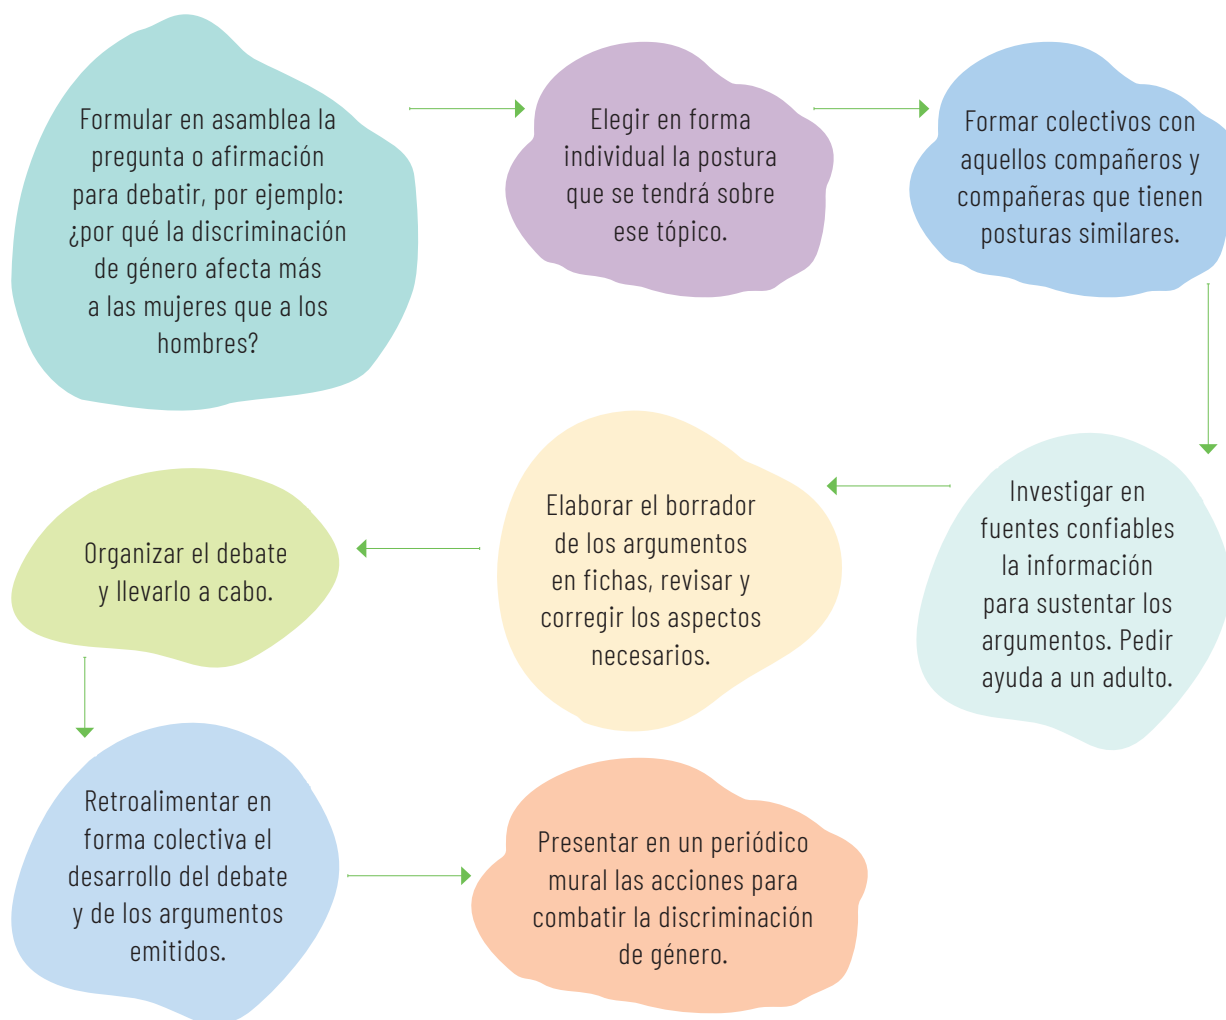 Formular en asamblea la
pregunta o afirmación
para debatir, por ejemplo:
¿por qué la discriminación
de género afecta más
a las mujeres que a los
hombres?
Elegir en forma
individual la postura
que se tendrá sobre
ese tópico.
Formar colectivos con
aquellos compañeros y
compañeras que tienen
posturas similares.
Investigar en
fuentes confiables
la información
para sustentar los
argumentos. Pedir
ayuda a un adulto.
Elaborar el borrador
de los argumentos
en fichas, revisar y
corregir los aspectos
necesarios.
Organizar el debate
y llevarlo a cabo.
Retroalimentar en
forma colectiva el
desarrollo del debate
y de los argumentos
emitidos.
Presentar en un periódico
mural las acciones para
combatir la discriminación
de género.